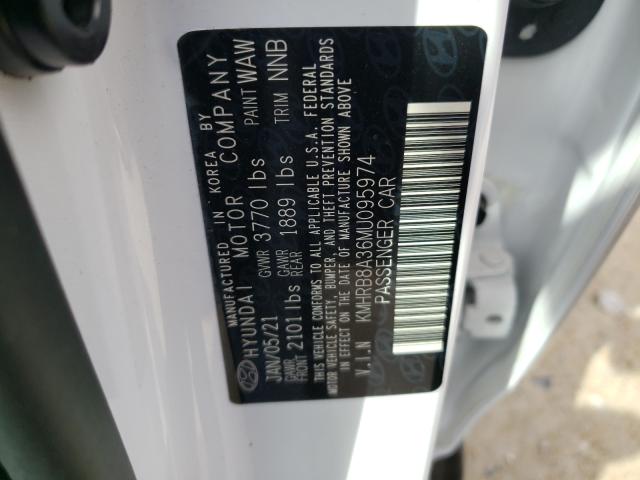 MANUFACTURED IN KOREA BY
HYUNDAI MOTOR COMPANY
JAN/05/21 GVWR 3770 lbs PAINT WAW
GAWR FRONT 2101lbs GAWR REAR 1889 lbs TRIM NNB
THIS VEHICLE CONFORMS TO ALL APPLICABLE U.S.A. FEDERAL
MOTOR VEHICLE SAFETY, BUMPER, AND THEFT PREVENTION STANDARDS
IN EFFECT ON THE DATE OF MANUFACTURE SHOWN ABOVE
V.I.N KMHRB8A36MU095974
PASSENGER CAR